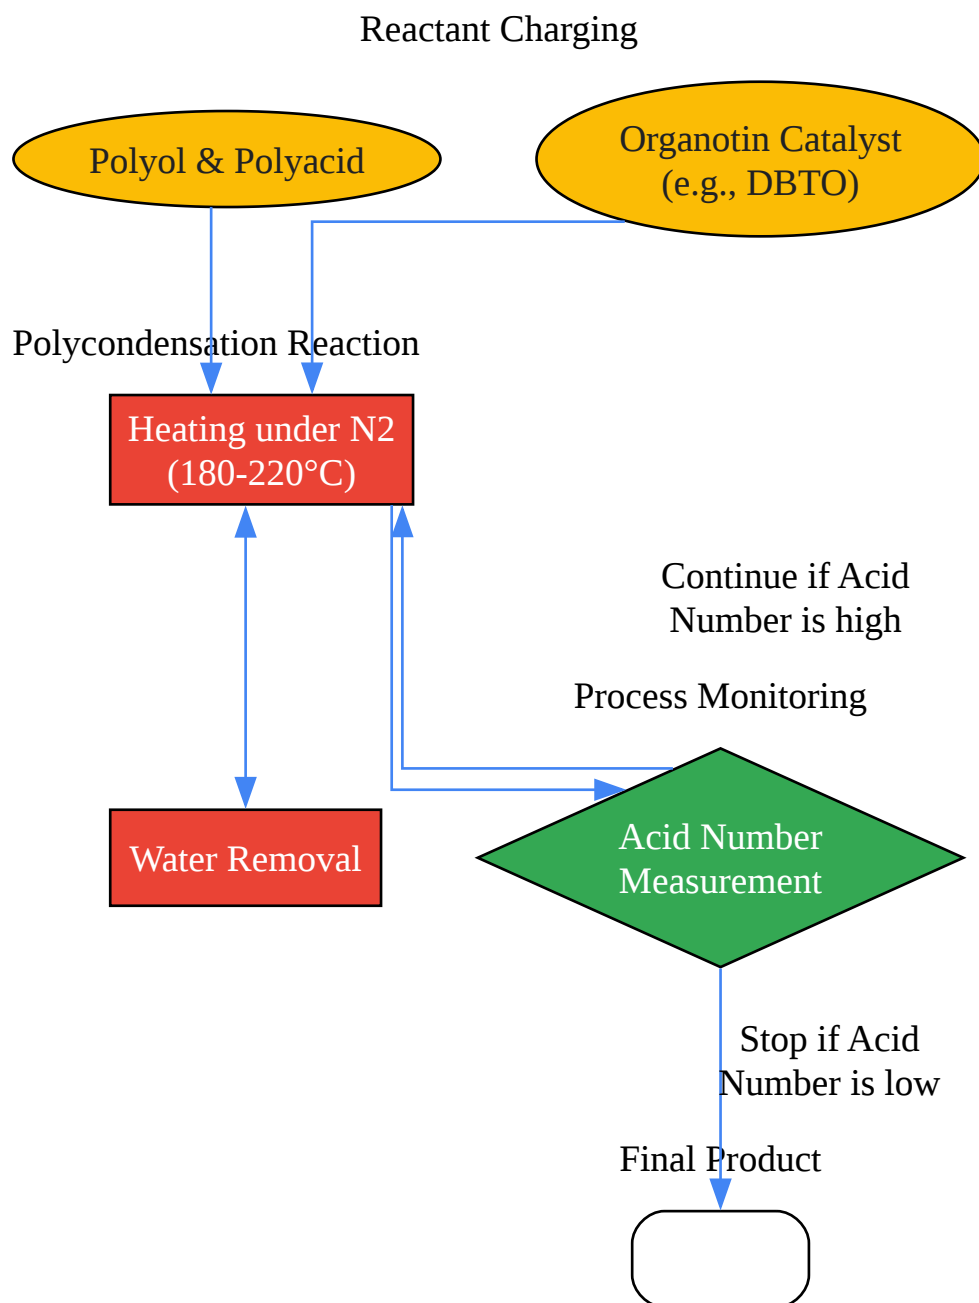 Reactant Charging
Polyol & Polyacid
Organotin Catalyst
(e.g., DBTO)
Polycondensation Reaction
Heating under N2
(180-220°C)
Continue if Acid
Number is high
Process Monitoring
Water Removal
Acid Number
Measurement
Stop if Acid
Number is low
Final Product